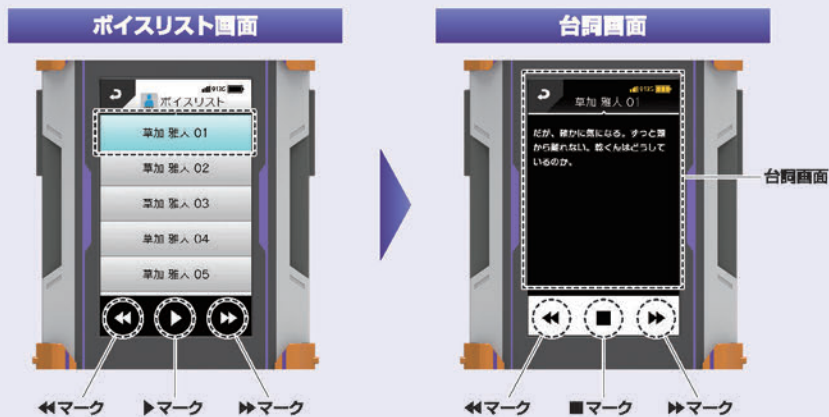 ボイスリスト画面
台詞画面
913G
ボイスリスト
草加 雅人 01
草加 雅人 02
草加 雅人 03
草加 雅人 04
草加 雅人 05
◀◀マーク
▶マーク
▶▶マーク
913G
草加 雅人 01
だが、確かに気になる。ずっと頭
から離れない。乾くんはどうして
いるのか。
台詞画面
◀◀マーク
■マーク
▶▶マーク